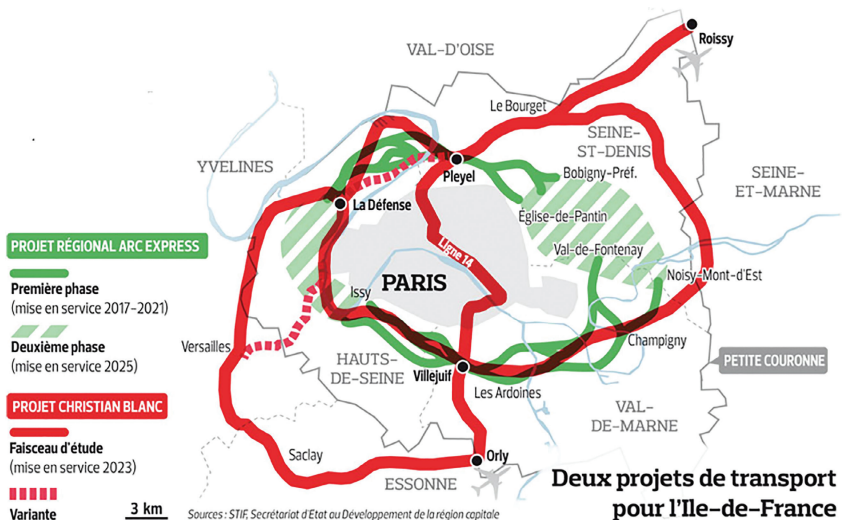 Roissy
VAL-D'OISE
Le Bourget
SEINE-
ST-DENIS
YVELINES
Pleyel
Bobigny-Préf.
SEINE-
ET-MARNE
La Défense
Église-de-Pantin
PROJET RÉGIONAL ARC EXPRESS
Ligne 14
Val-de-Fontenay
Première phase
(mise en service 2017-2021)
PARIS
Noisy-Mont-d'Est
Issy
Deuxième phase
(mise en service 2025)
Versailles
Champigny
HAUTS-
DE-SEINE
Villejuif
PETITE COURONNE
Les Ardoines
PROJET CHRISTIAN BLANC
VAL-
DE-MARNE
Faisceau d'étude
(mise en service 2023)
Saclay
Orly
ESSONNE
Variante
3 km
Sources : STIF, Secrétariat d'Etat au Développement de la région capitale
Deux projets de transport
pour l'Ile-de-France